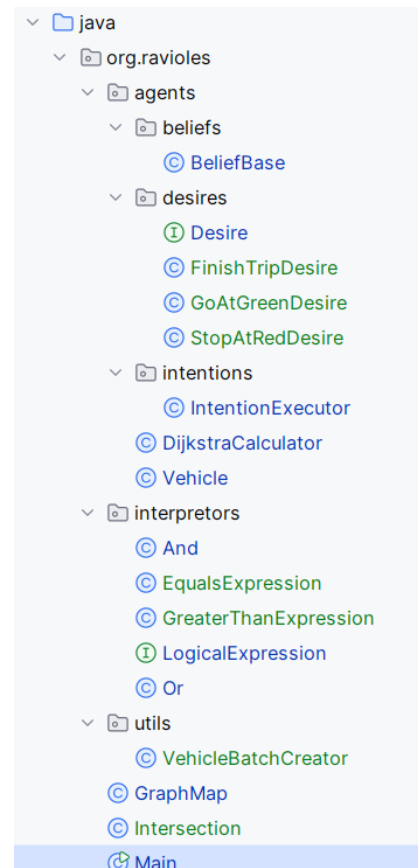 java
org.ravioles
agents
beliefs
BeliefBase
desires
Desire
FinishTripDesire
GoAtGreenDesire
StopAtRedDesire
intentions
IntentionExecutor
DijkstraCalculator
Vehicle
interpretors
And
EqualsExpression
GreaterThanExpression
LogicalExpression
Or
utils
VehicleBatchCreator
GraphMap
Intersection
Main